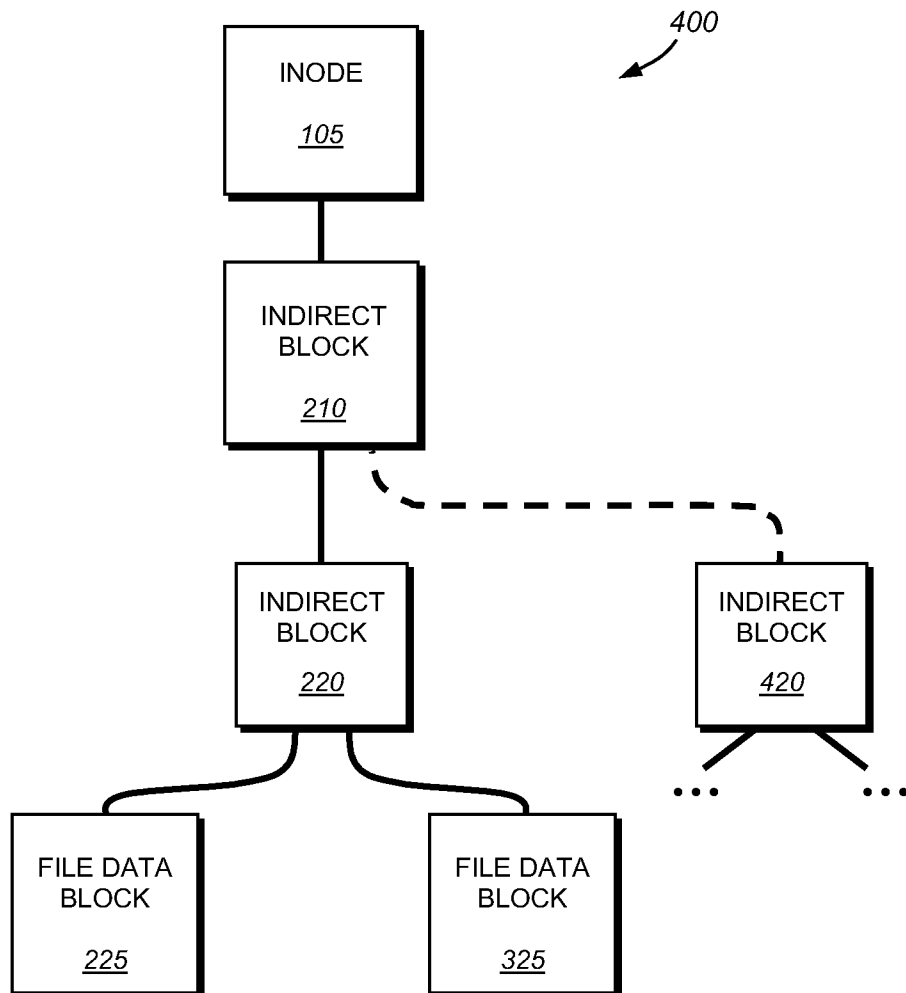 400
INODE
105
INDIRECT
BLOCK
210
INDIRECT
BLOCK
220
INDIRECT
BLOCK
420
•••
•••
FILE DATA
BLOCK
225
FILE DATA
BLOCK
325